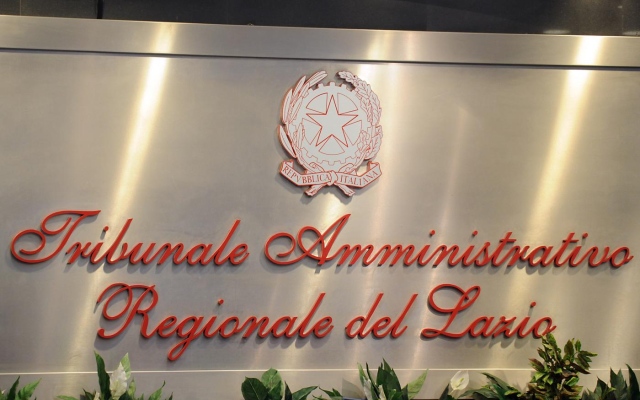 REPVBBLICA ITALIANA
Tribunale Amministrativo
Regionale del Lazio